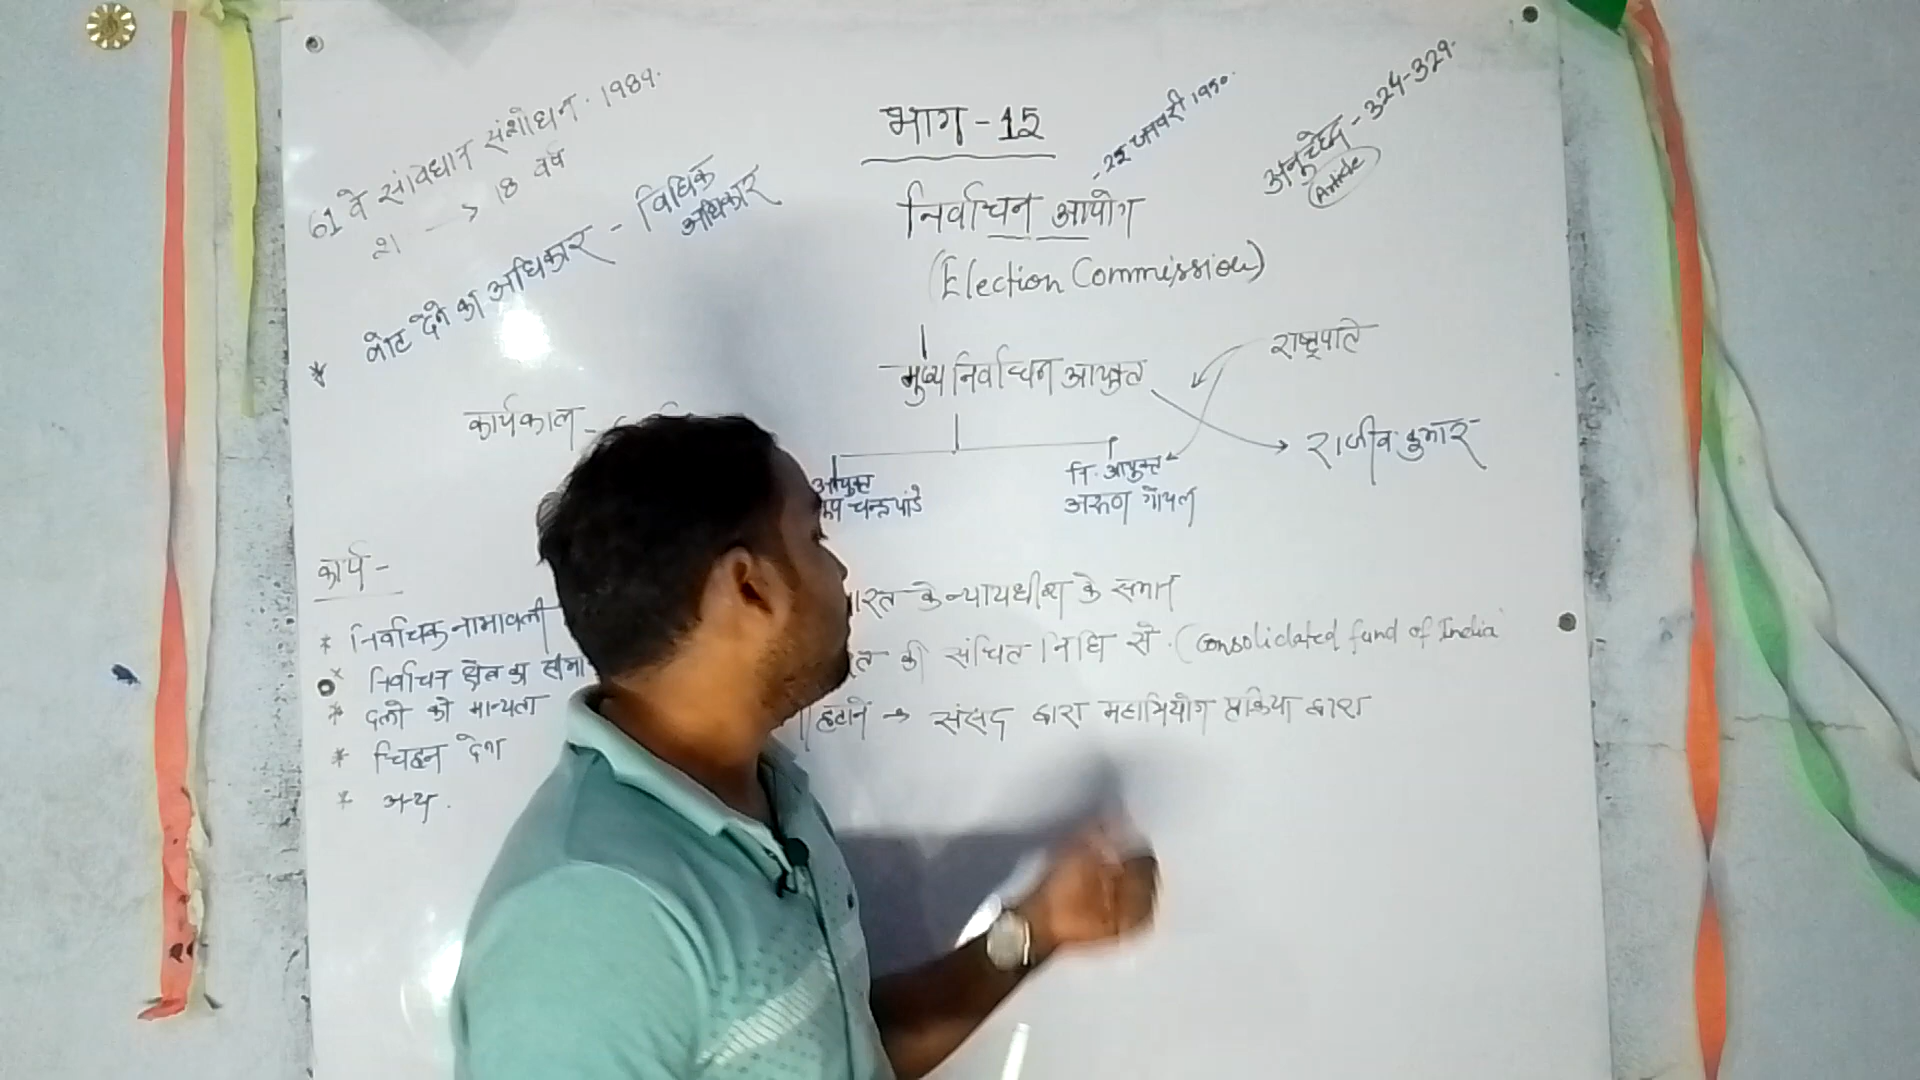 61 वे संविधान संशोधन. 1989.
21 → 18 वर्ष
* वोट देने का अधिकार - विधिक
अधिकार
भाग - 15
- 25 जनवरी 1950.
अनुच्छेद - 324-329.
(Article)
निर्वाचन आयोग
(Election Commission)
मुख्य निर्वाचन आयुक्त
राष्ट्रपति
राजीव कुमार
कार्यकाल -
आयुक्त
चन्द्र पांडे
नि. आयुक्त
अरुण गोयल
कार्य -
* निर्वाचक नामावली
* निर्वाचन क्षेत्र का सीमा
* दलो को मान्यता
* चिह्न देना
* अन्य.
के न्यायधीश के समान
की संचित निधि से. (Consolidated fund of India
हटाने → संसद द्वारा महाभियोग प्रक्रिया द्वारा